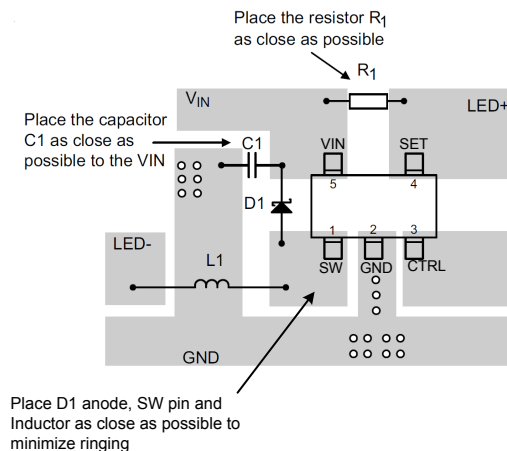 Place the resistor R1
as close as possible
R1
VIN
LED+
Place the capacitor
C1 as close as
possible to the VIN
C1
VIN
SET
5
4
D1
1
2
3
LED-
L1
SW
GND
CTRL
GND
Place D1 anode, SW pin and
Inductor as close as possible to
minimize ringing